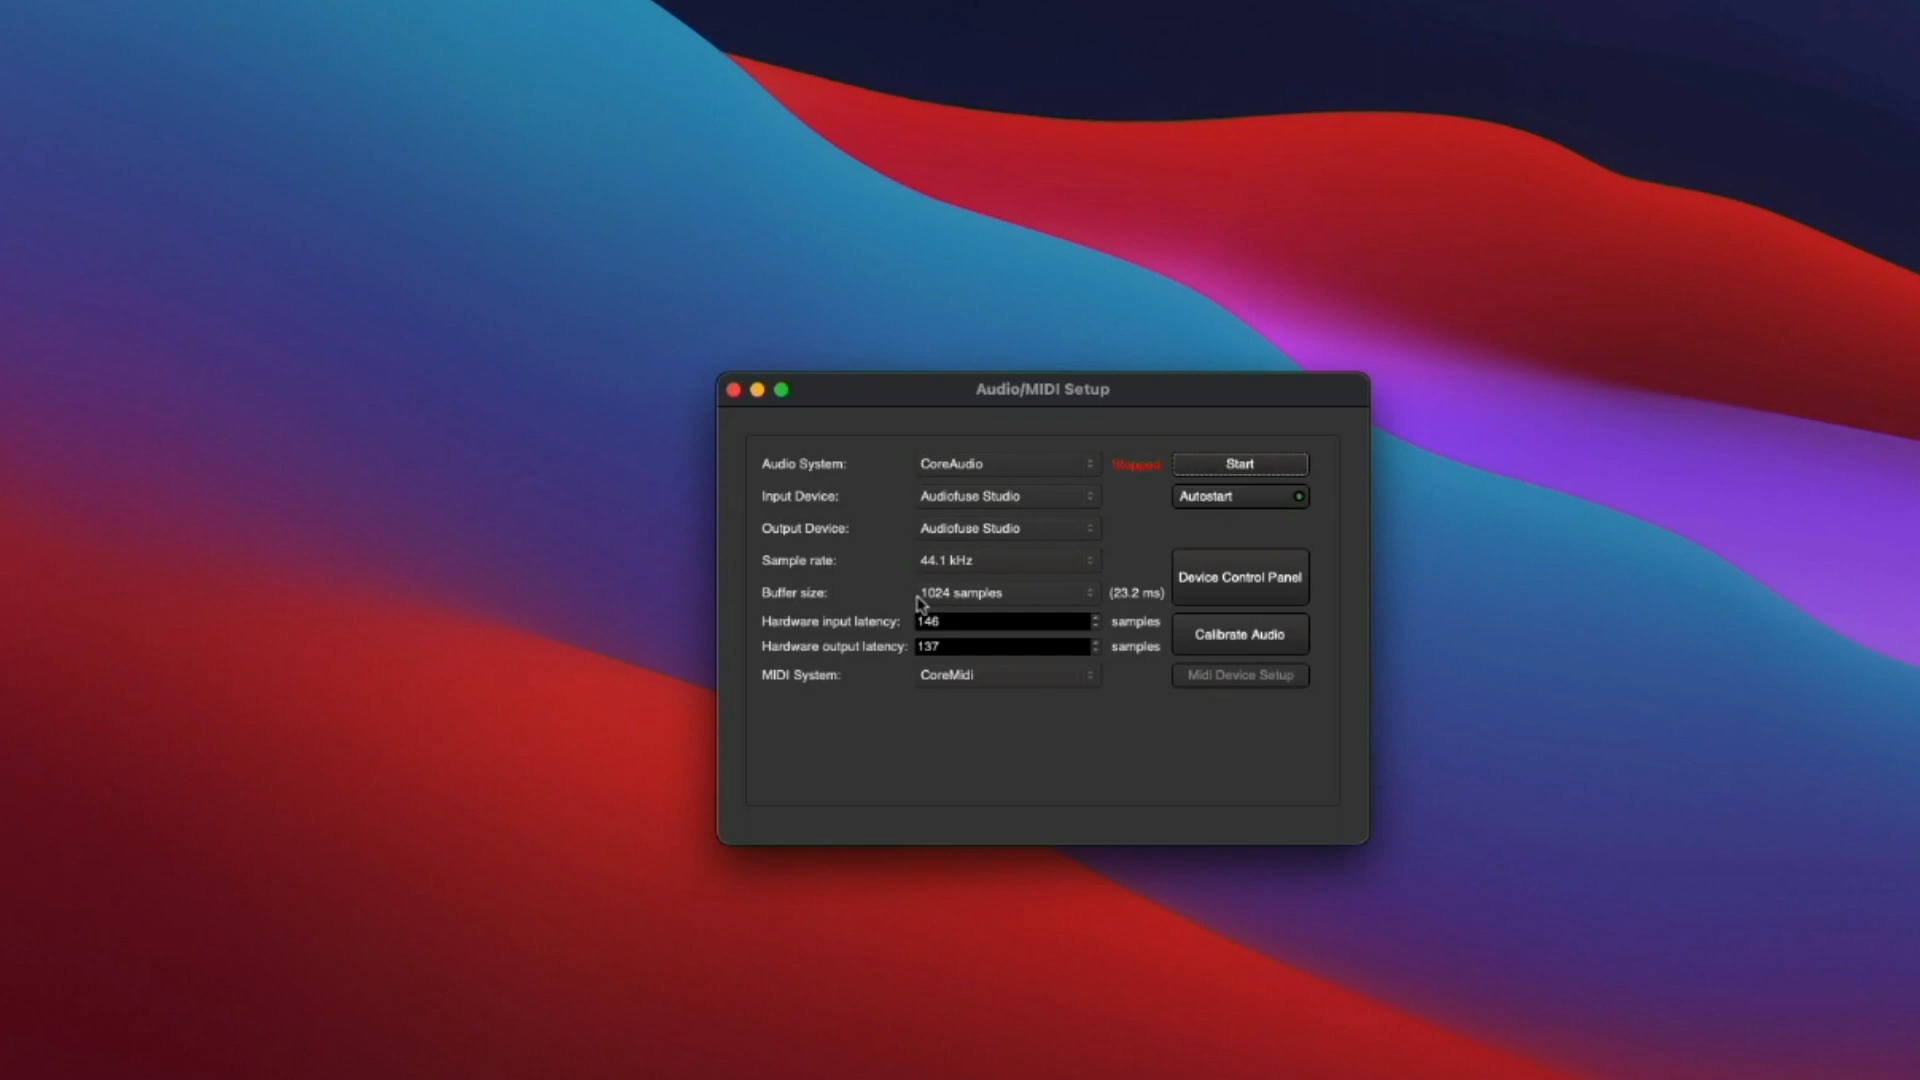 Audio/MIDI Setup
Audio System: CoreAudio Stopped Start
Input Device: Audiofuse Studio Autostart
Output Device: Audiofuse Studio
Sample rate: 44.1 kHz
Buffer size: 1024 samples (23.2 ms) Device Control Panel
Hardware input latency: 146 samples Calibrate Audio
Hardware output latency: 137 samples
MIDI System: CoreMidi Midi Device Setup